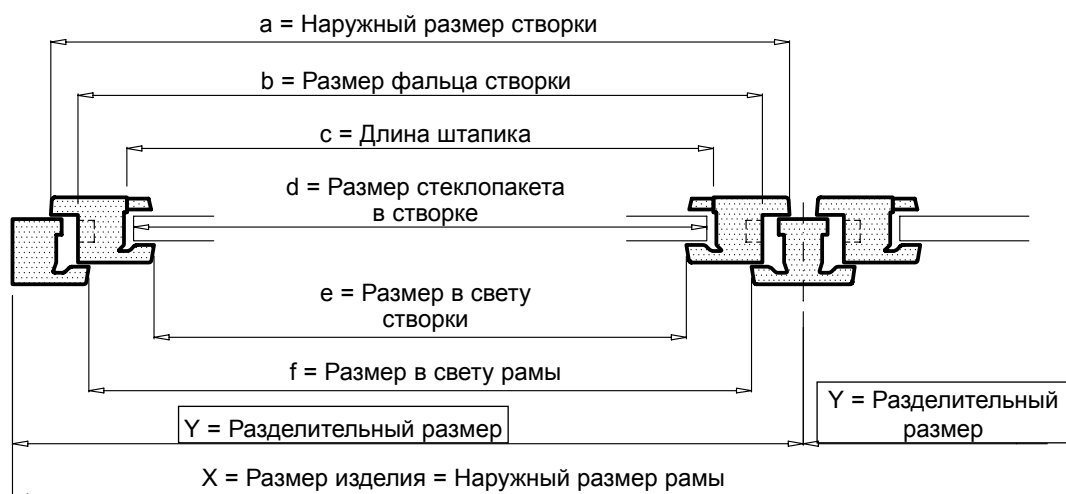 a = Наружный размер створки
b = Размер фальца створки
c = Длина штапика
d = Размер стеклопакета
в створке
e = Размер в свету
створки
f = Размер в свету рамы
Y = Разделительный размер
Y = Разделительный
размер
X = Размер изделия = Наружный размер рамы